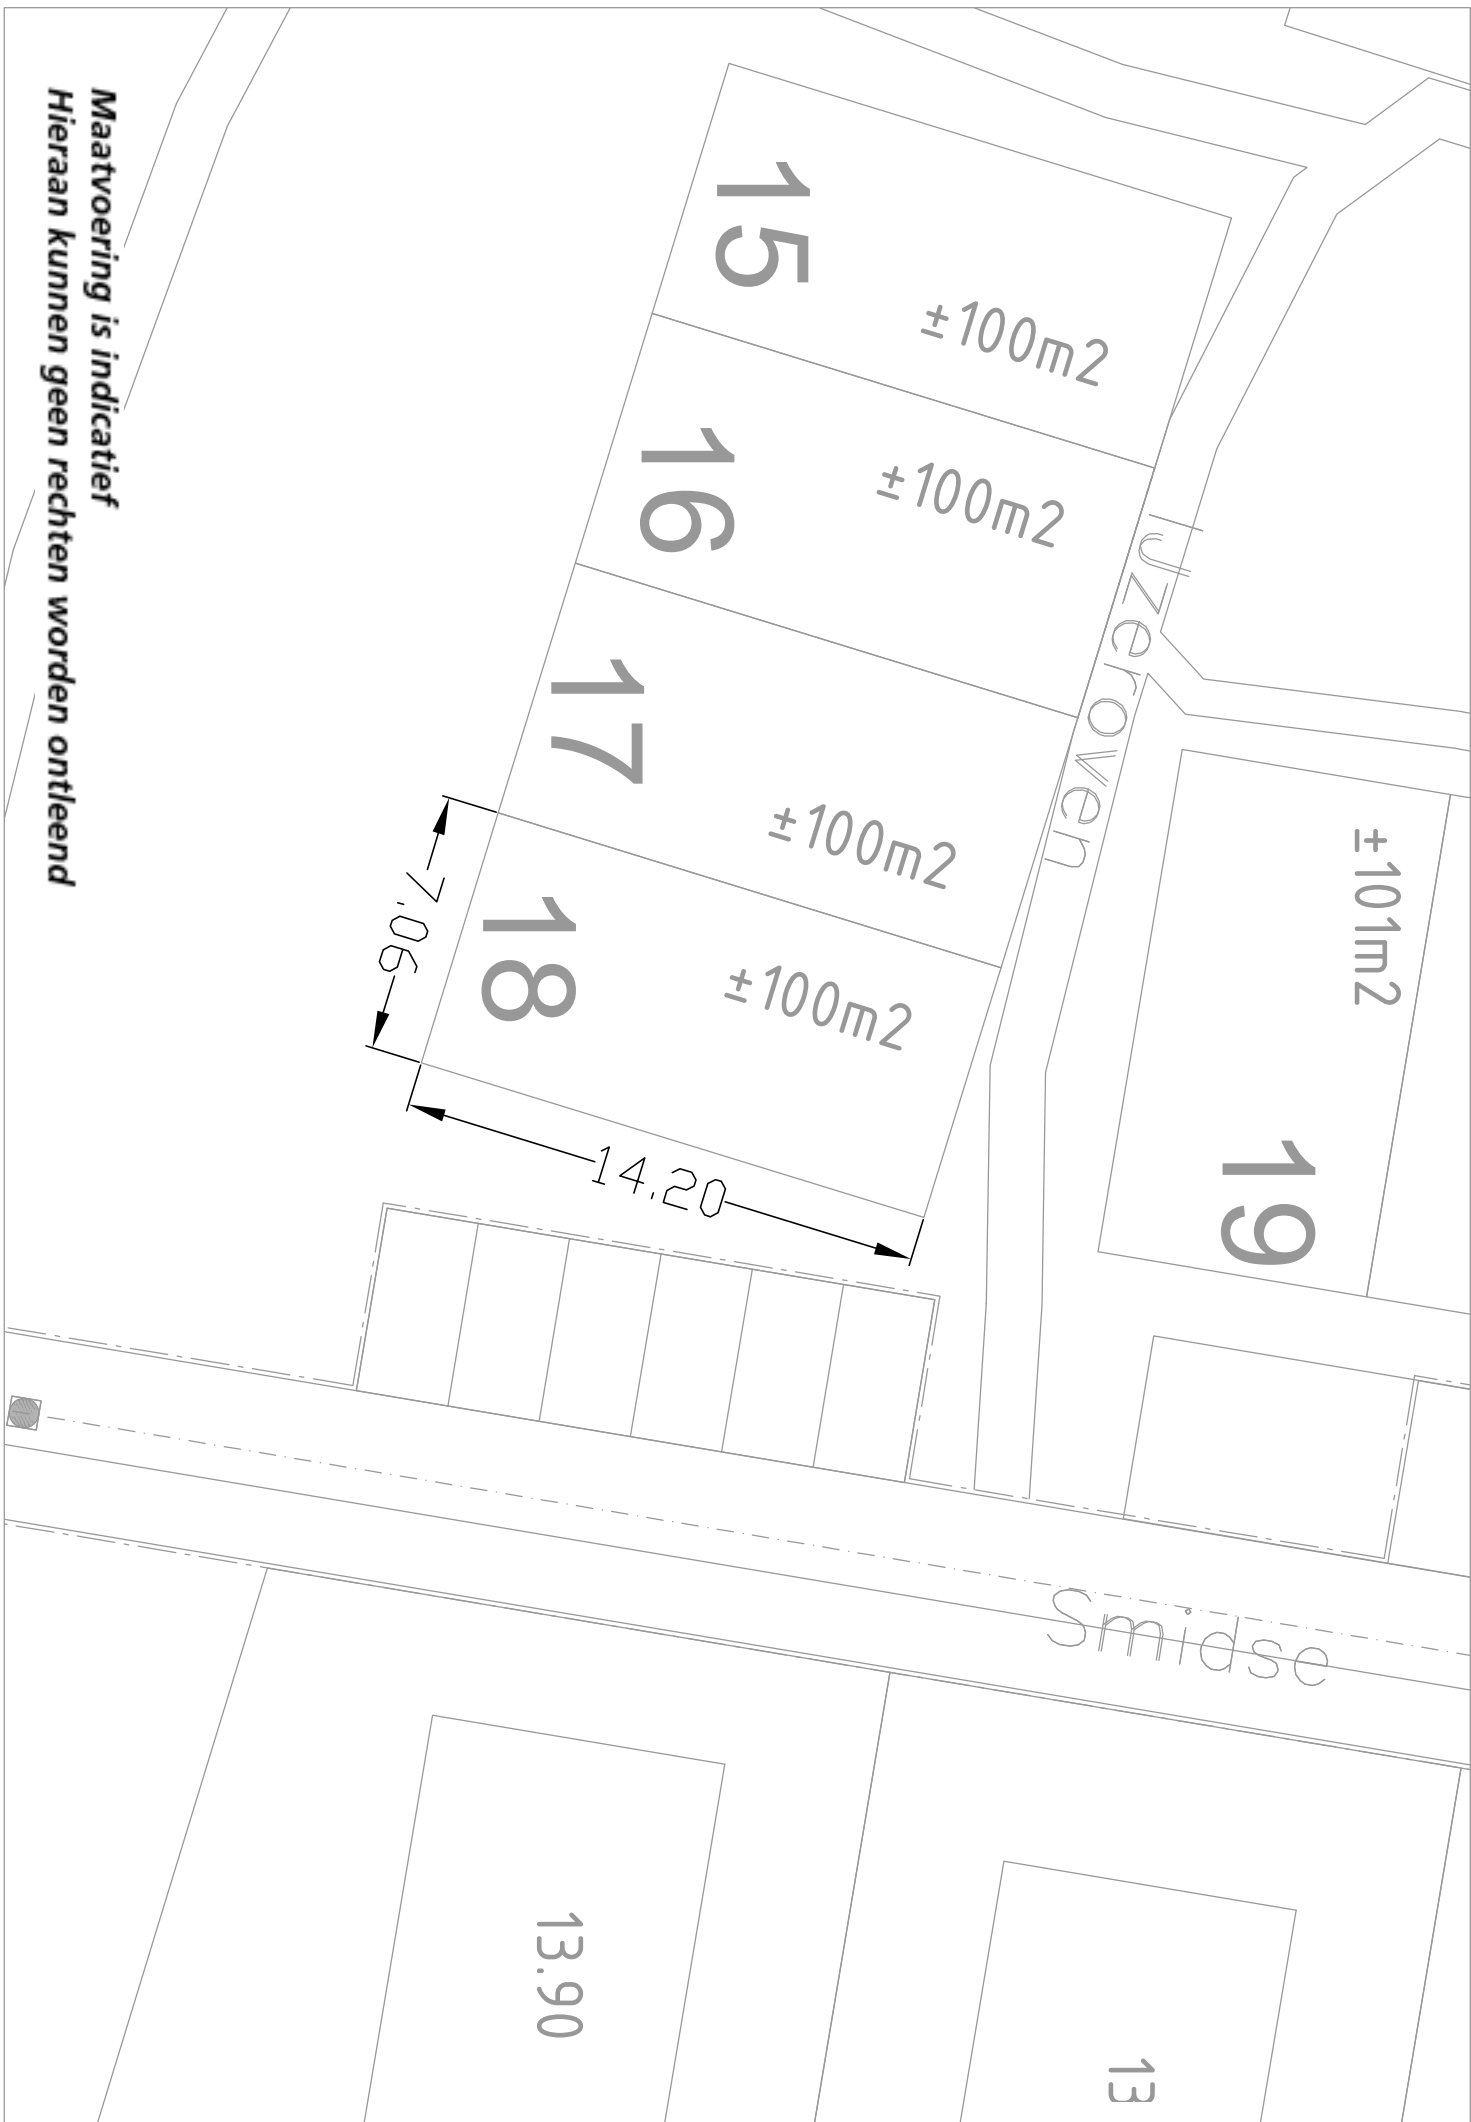 Maatvoering is indicatief
Hieraan kunnen geen rechten worden ontleend
15
±100m2
16
±100m2
17
±100m2
18
±100m2
7.06
14.20
IJzeroven
±101m2
19
Smidse
13.90
13